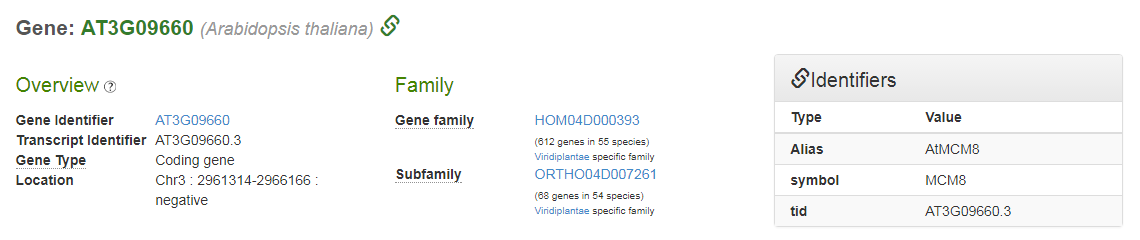 Gene: AT3G09660 (Arabidopsis thaliana)
Overview ?
Gene Identifier AT3G09660
Transcript Identifier AT3G09660.3
Gene Type Coding gene
Location Chr3 : 2961314-2966166 :
negative
Family
Gene family HOM04D000393
(612 genes in 55 species)
Viridiplantae specific family
Subfamily ORTHO04D007261
(68 genes in 54 species)
Viridiplantae specific family
Identifiers
Type Value
Alias AtMCM8
symbol MCM8
tid AT3G09660.3